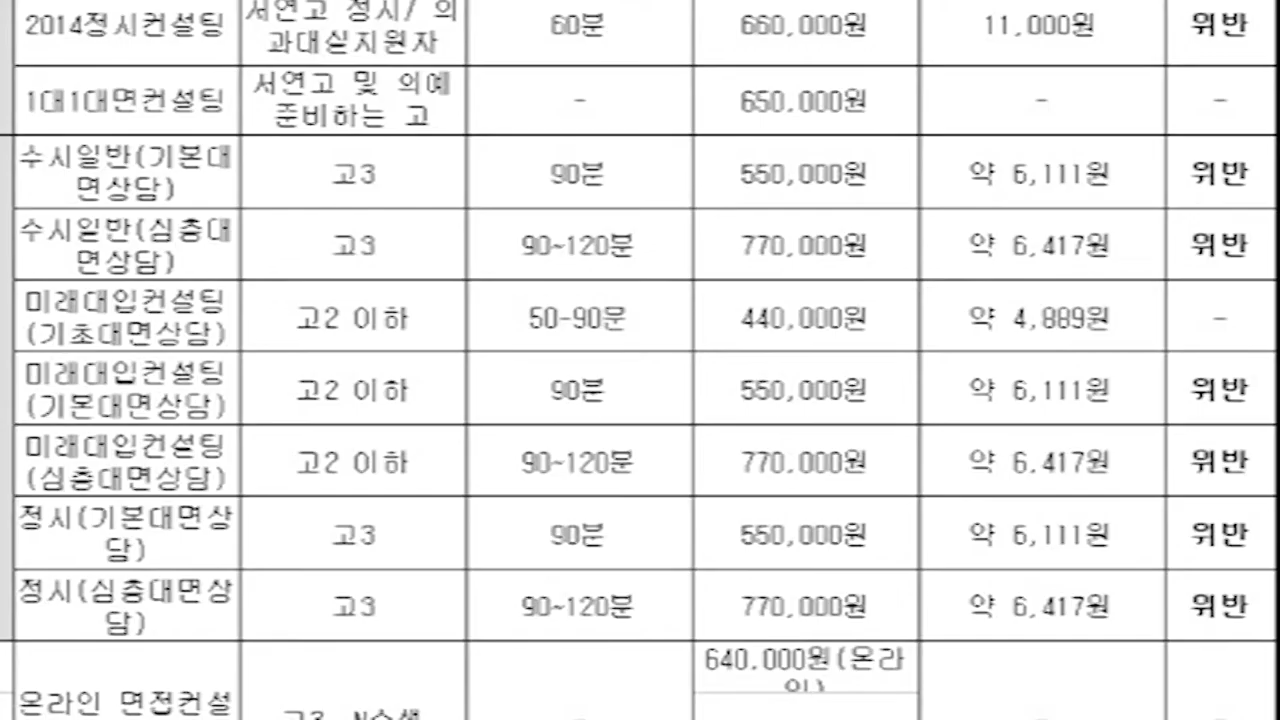 서연고 정시/ 의
2014정시컨설팅
과대실지원자
60분
660,000원
11,000원
위반
1대1대면컨설팅
서연고 및 의예
준비하는 고
-
650,000원
-
-
수시일반(기본대
면상담)
고3
90분
550,000원
약 6,111원
위반
수시일반(심층대
면상담)
고3
90~120분
770,000원
약 6,417원
위반
미래대입컨설팅
(기초대면상담)
고2 이하
50-90분
440,000원
약 4,889원
-
미래대입컨설팅
(기본대면상담)
고2 이하
90분
550,000원
약 6,111원
위반
미래대입컨설팅
(심층대면상담)
고2 이하
90~120분
770,000원
약 6,417원
위반
정시(기본대면상
담)
고3
90분
550,000원
약 6,111원
위반
정시(심층대면상
담)
고3
90~120분
770,000원
약 6,417원
위반
온라인 면접컨설
-
640,000원(온라
인)
-
-